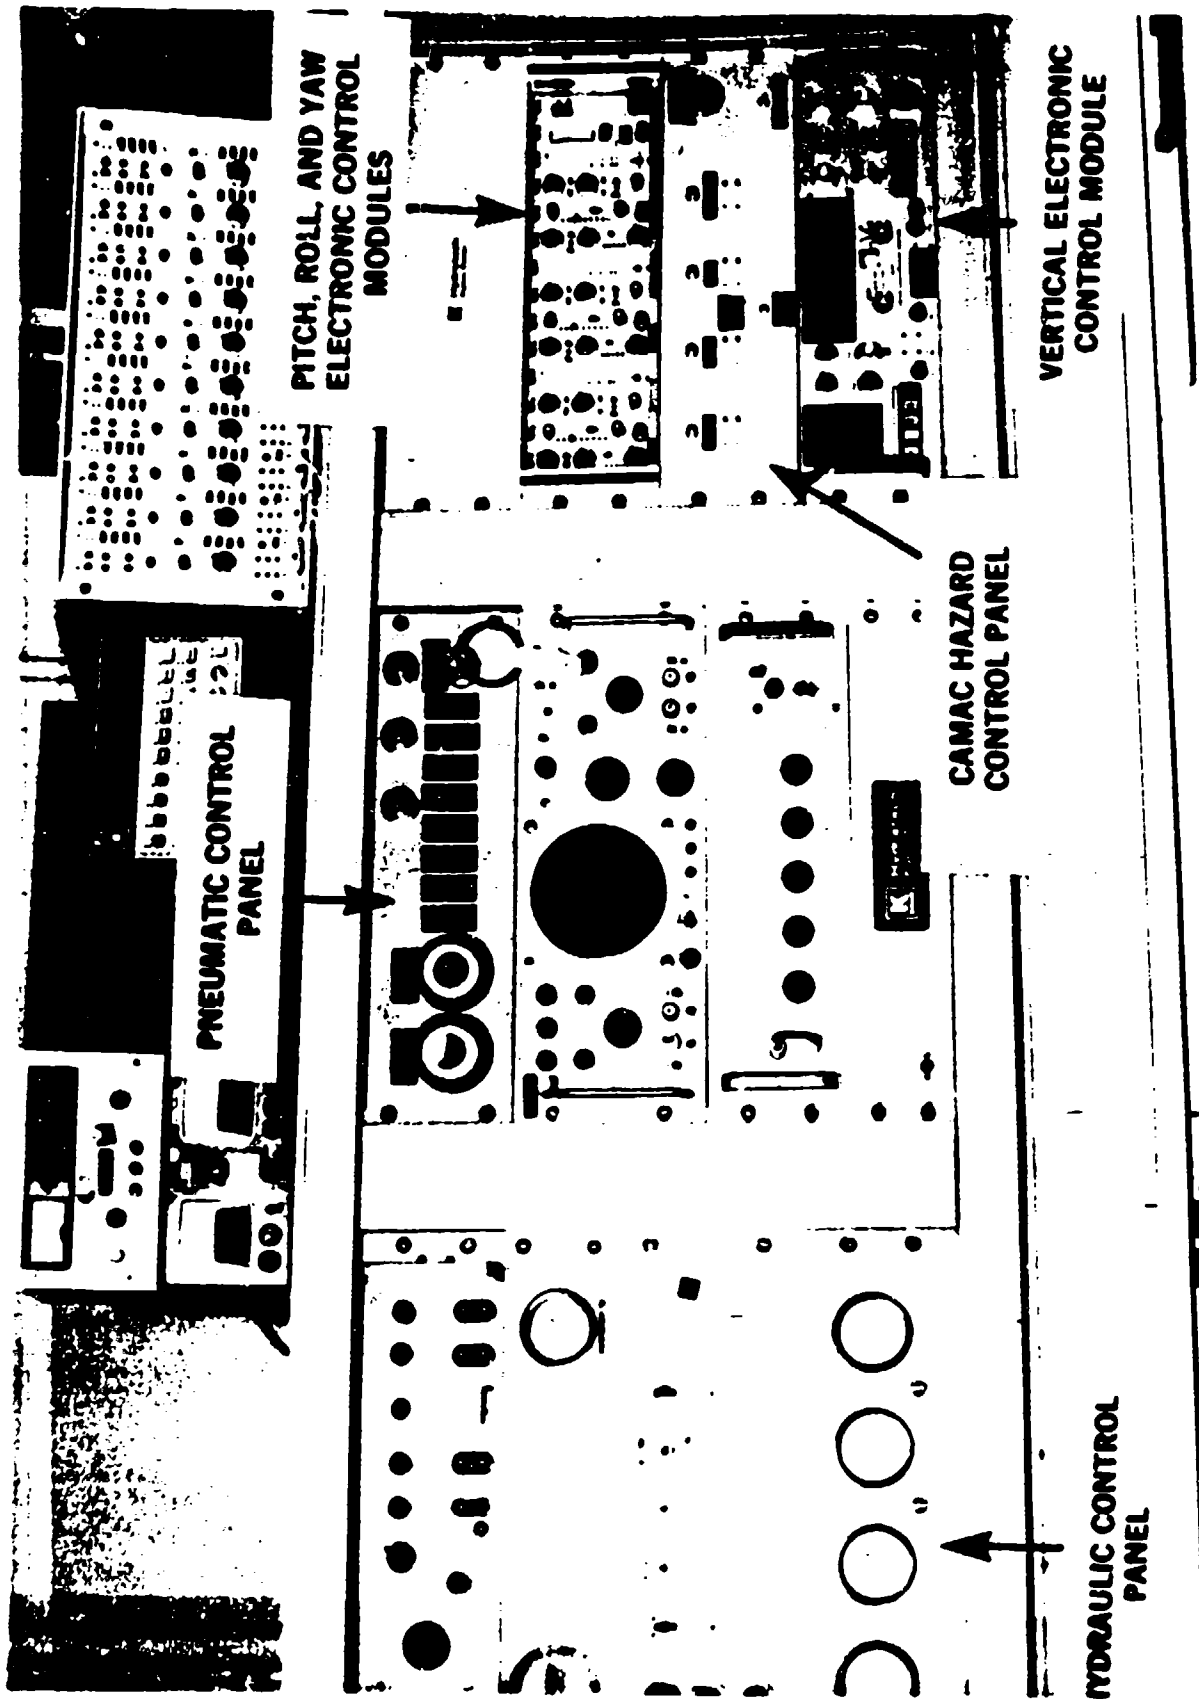 PNEUMATIC CONTROL
PANEL
PITCH, ROLL, AND YAW
ELECTRONIC CONTROL
MODULES
HYDRAULIC CONTROL
PANEL
CAMAC HAZARD
CONTROL PANEL
VERTICAL ELECTRONIC
CONTROL MODULE